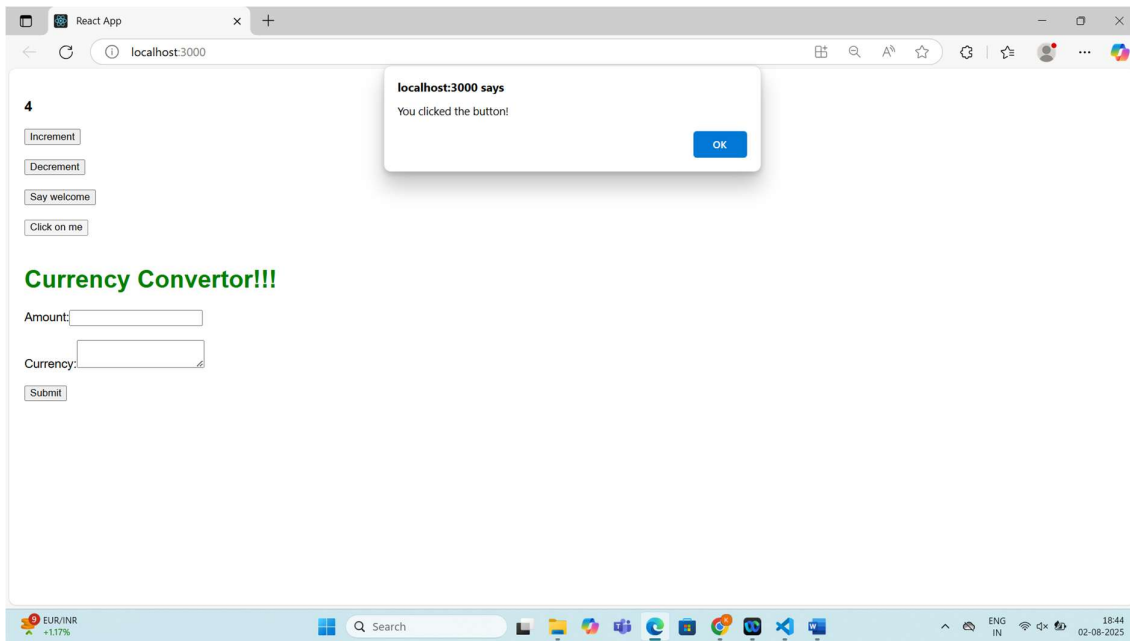 React App
localhost:3000
localhost:3000 says
You clicked the button!
OK
4
Increment
Decrement
Say welcome
Click on me
Currency Convertor!!!
Amount:
Currency:
Submit
9
EUR/INR
+1.17%
Search
ENG
IN
18:44
02-08-2025